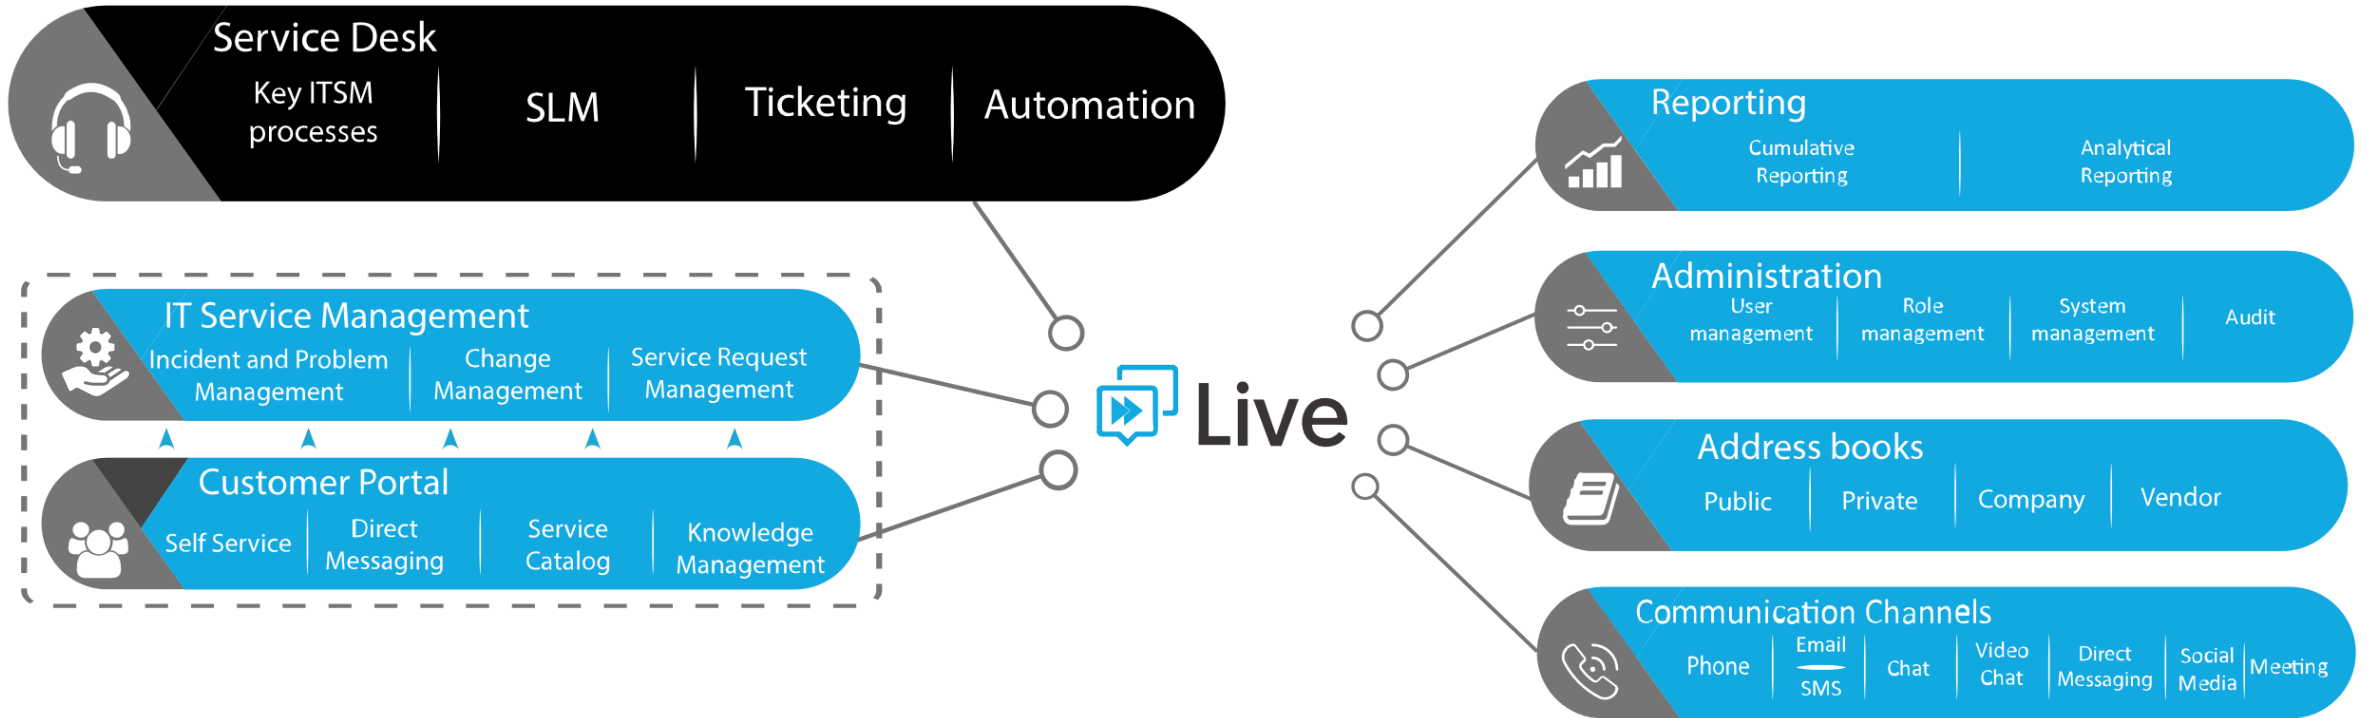 Service Desk
Key ITSM
processes
SLM
Ticketing
Automation
IT Service Management
Incident and Problem
Management
Change
Management
Service Request
Management
Customer Portal
Self Service
Direct
Messaging
Service
Catalog
Knowledge
Management
Live
Reporting
Cumulative
Reporting
Analytical
Reporting
Administration
User
management
Role
management
System
management
Audit
Address books
Public
Private
Company
Vendor
Communication Channels
Phone
Email
SMS
Chat
Video
Chat
Direct
Messaging
Social
Media
Meeting